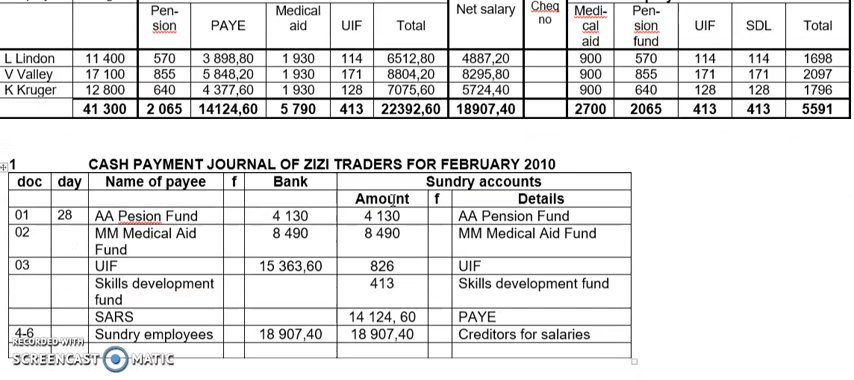 Pen- Medical Net salary Cheq Medi- Pen-
sion PAYE aid UIF Total no cal sion UIF SDL Total
aid fund
L Lindon 11 400 570 3 898,80 1 930 114 6512,80 4887,20 900 570 114 114 1698
V Valley 17 100 855 5 848,20 1 930 171 8804,20 8295,80 900 855 171 171 2097
K Kruger 12 800 640 4 377,60 1 930 128 7075,60 5724,40 900 640 128 128 1796
41 300 2 065 14124,60 5 790 413 22392,60 18907,40 2700 2065 413 413 5591
1 CASH PAYMENT JOURNAL OF ZIZI TRADERS FOR FEBRUARY 2010
doc day Name of payee f Bank Sundry accounts
Amount f Details
01 28 AA Pesion Fund 4 130 4 130 AA Pension Fund
02 MM Medical Aid 8 490 8 490 MM Medical Aid Fund
Fund
03 UIF 15 363,60 826 UIF
Skills development 413 Skills development fund
fund
SARS 14 124, 60 PAYE
4-6 Sundry employees 18 907,40 18 907,40 Creditors for salaries
RECORDED WITH
SCREENCAST MATIC